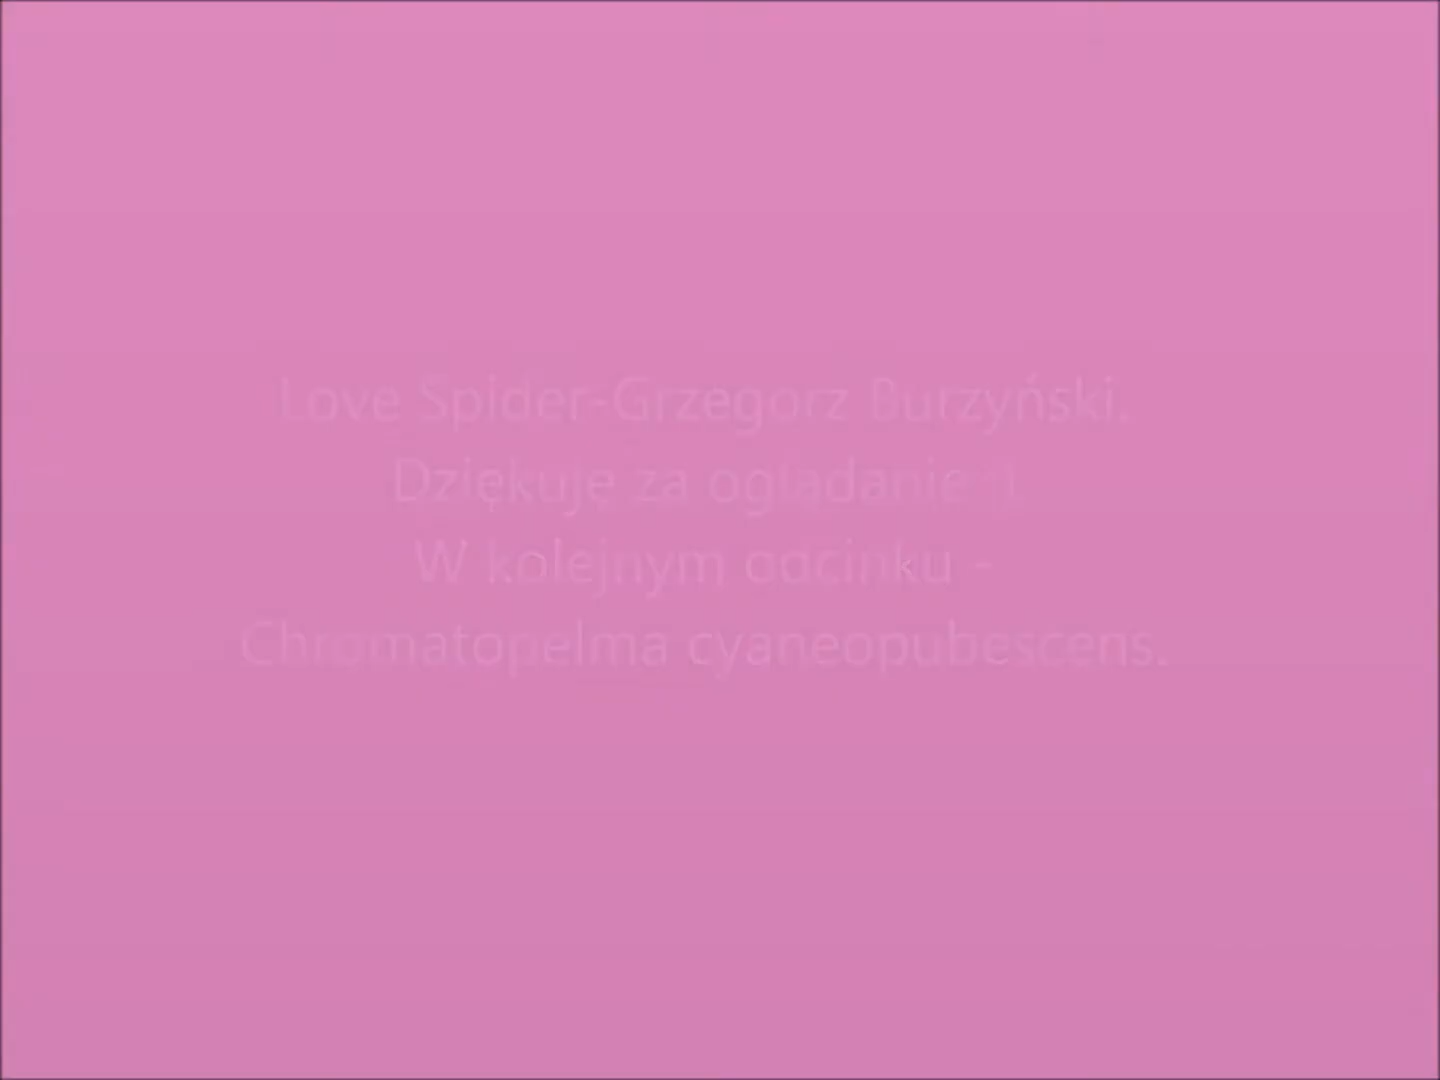 Love Spider-Grzegorz Burzyński.
Dziękuję za oglądanie :)
W kolejnym odcinku -
Chromatopelma cyaneopubescens.